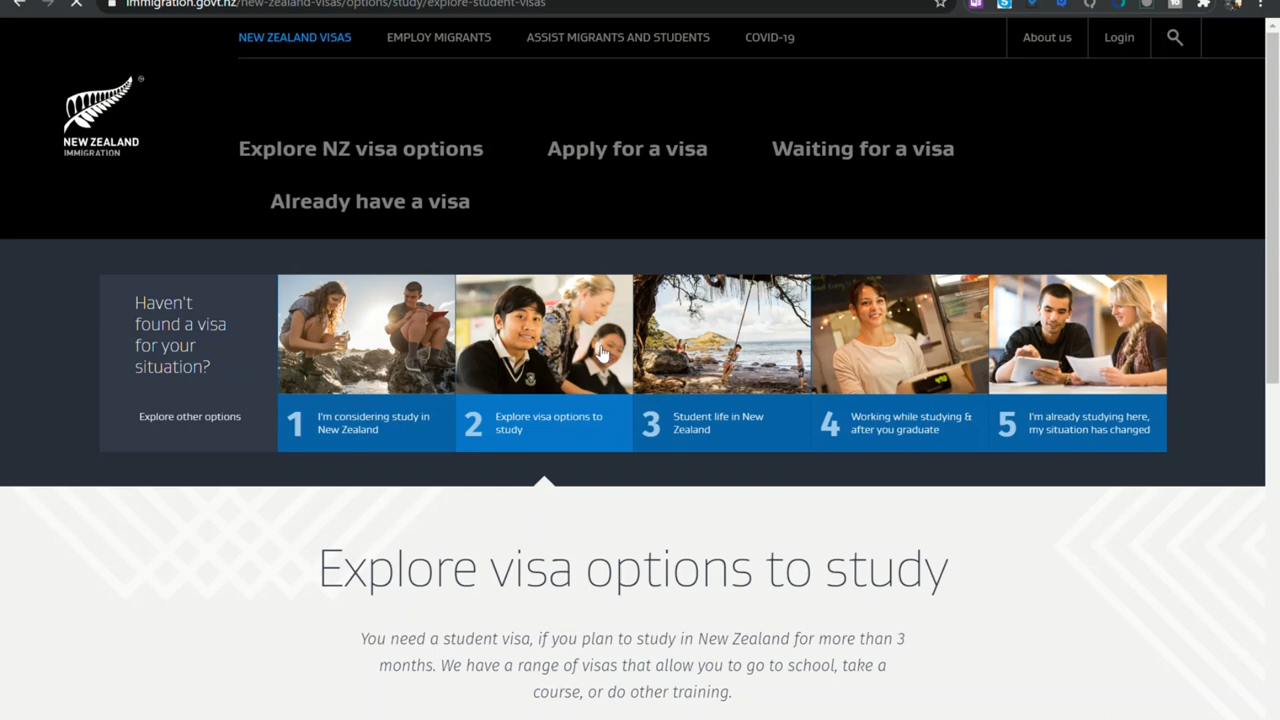 immigration.govt.nz/new-zealand-visas/options/study/explore-student-visas
NEW ZEALAND VISAS EMPLOY MIGRANTS ASSIST MIGRANTS AND STUDENTS COVID-19 About us Login
NEW ZEALAND
IMMIGRATION
Explore NZ visa options Apply for a visa Waiting for a visa
Already have a visa
Haven't
found a visa
for your
situation?
Explore other options
1 I'm considering study in
New Zealand
2 Explore visa options to
study
3 Student life in New
Zealand
4 Working while studying &
after you graduate
5 I'm already studying here,
my situation has changed
Explore visa options to study
You need a student visa, if you plan to study in New Zealand for more than 3
months. We have a range of visas that allow you to go to school, take a
course, or do other training.